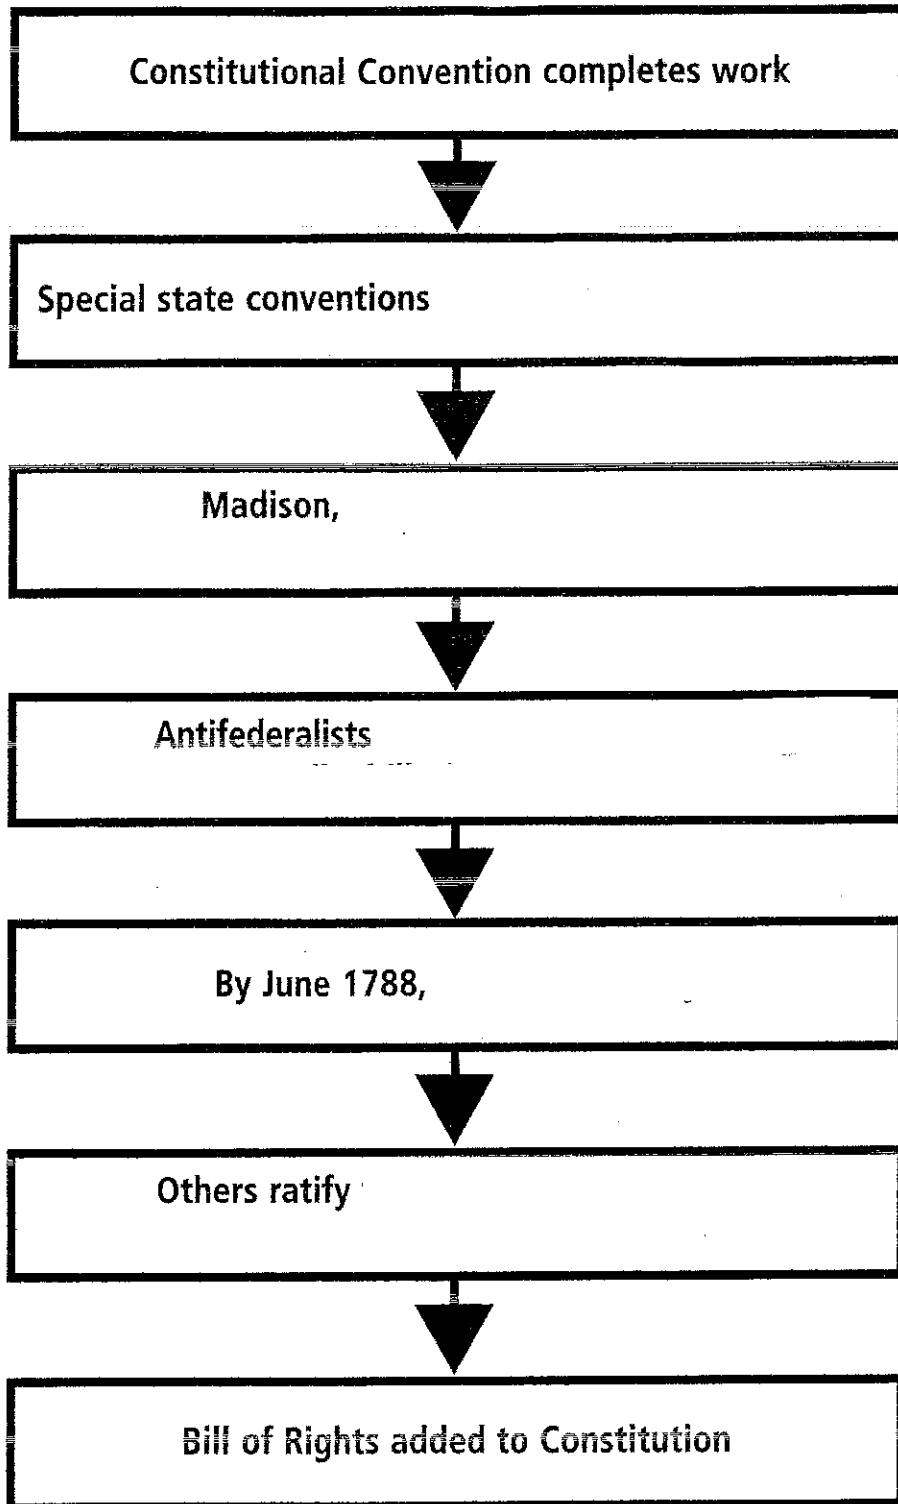 Constitutional Convention completes work
Special state conventions
Madison,
Antifederalists
By June 1788,
Others ratify
Bill of Rights added to Constitution